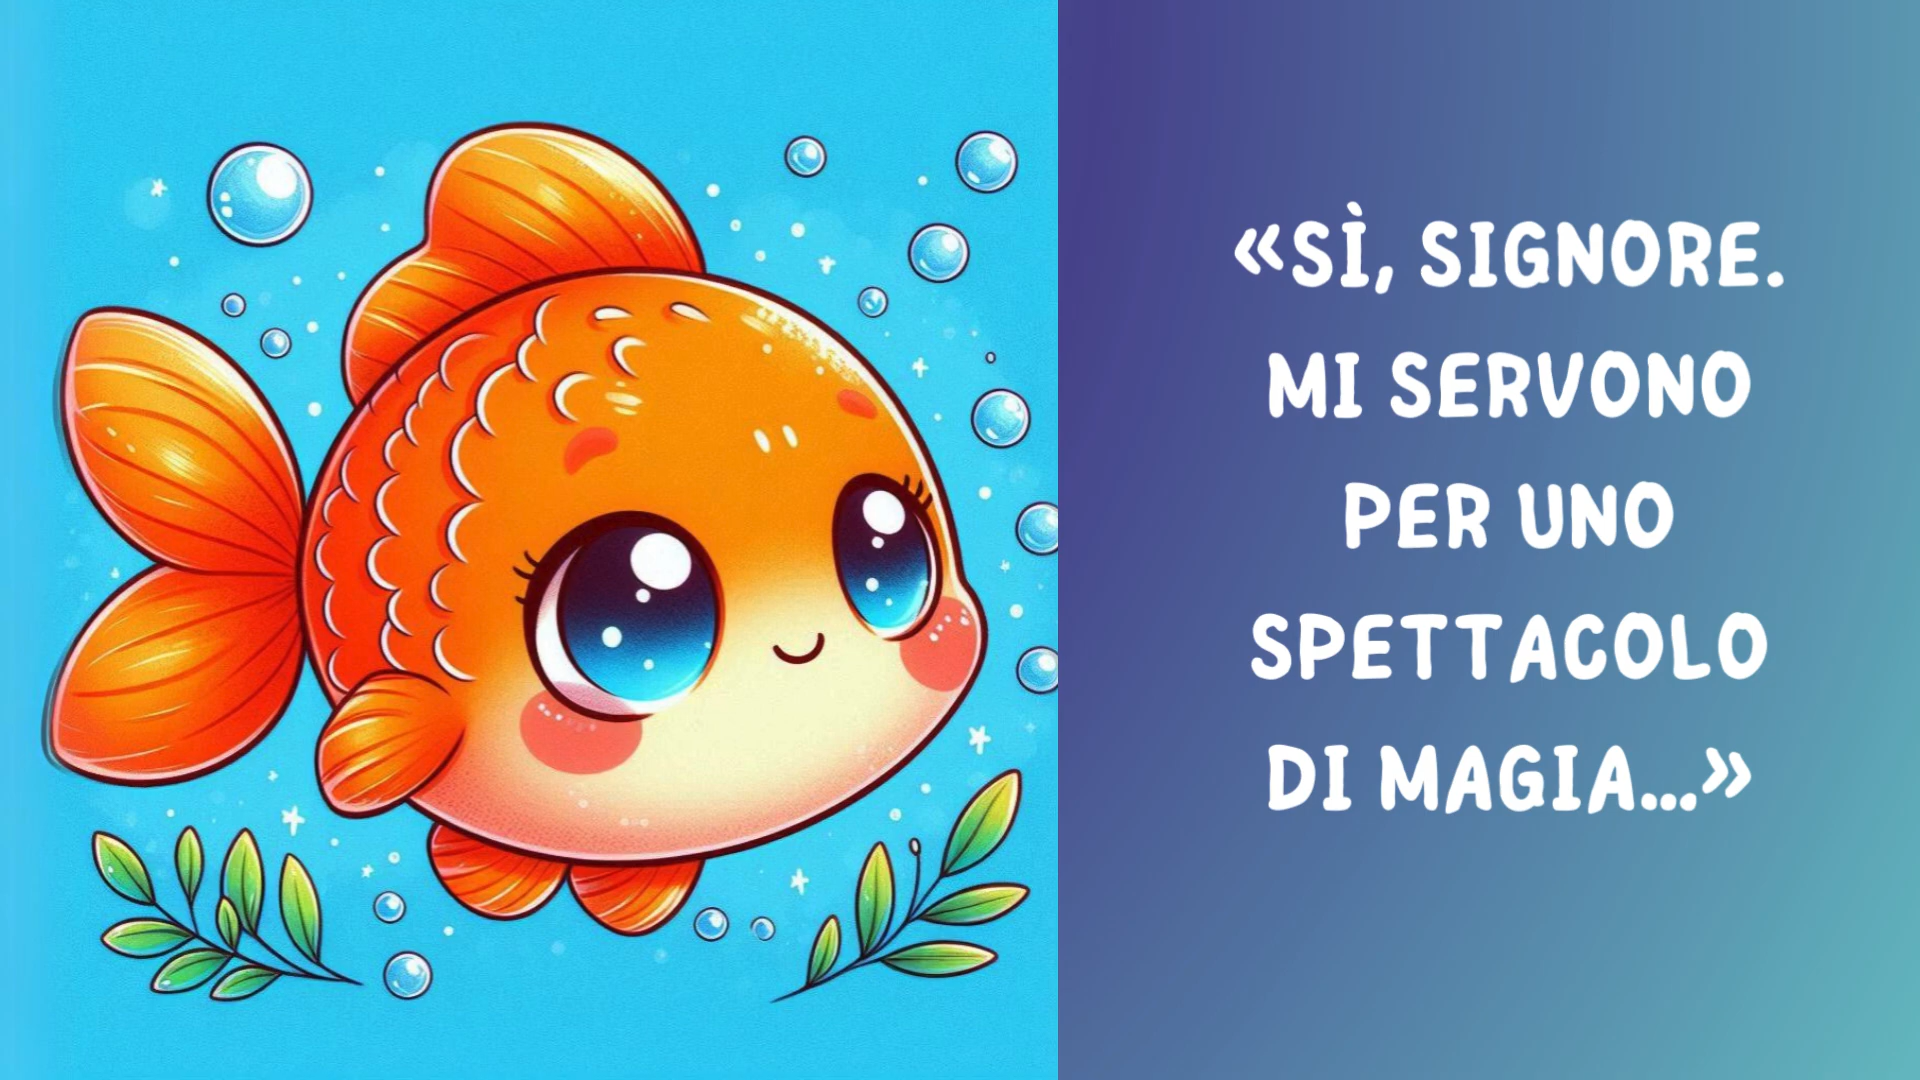 «SÌ, SIGNORE.
MI SERVONO
PER UNO
SPETTACOLO
DI MAGIA...»